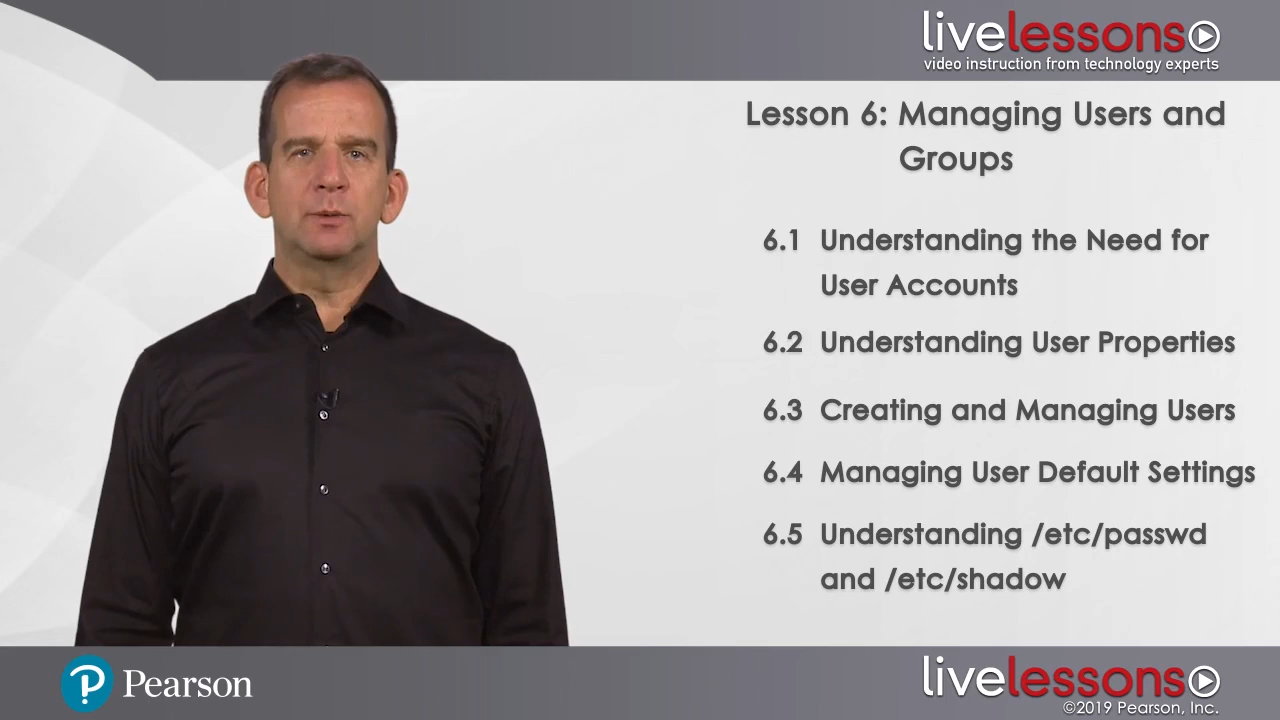 livelessons
video instruction from technology experts
Lesson 6: Managing Users and
Groups
6.1 Understanding the Need for
User Accounts
6.2 Understanding User Properties
6.3 Creating and Managing Users
6.4 Managing User Default Settings
6.5 Understanding /etc/passwd
and /etc/shadow
Pearson
livelessons
©2019 Pearson, Inc.